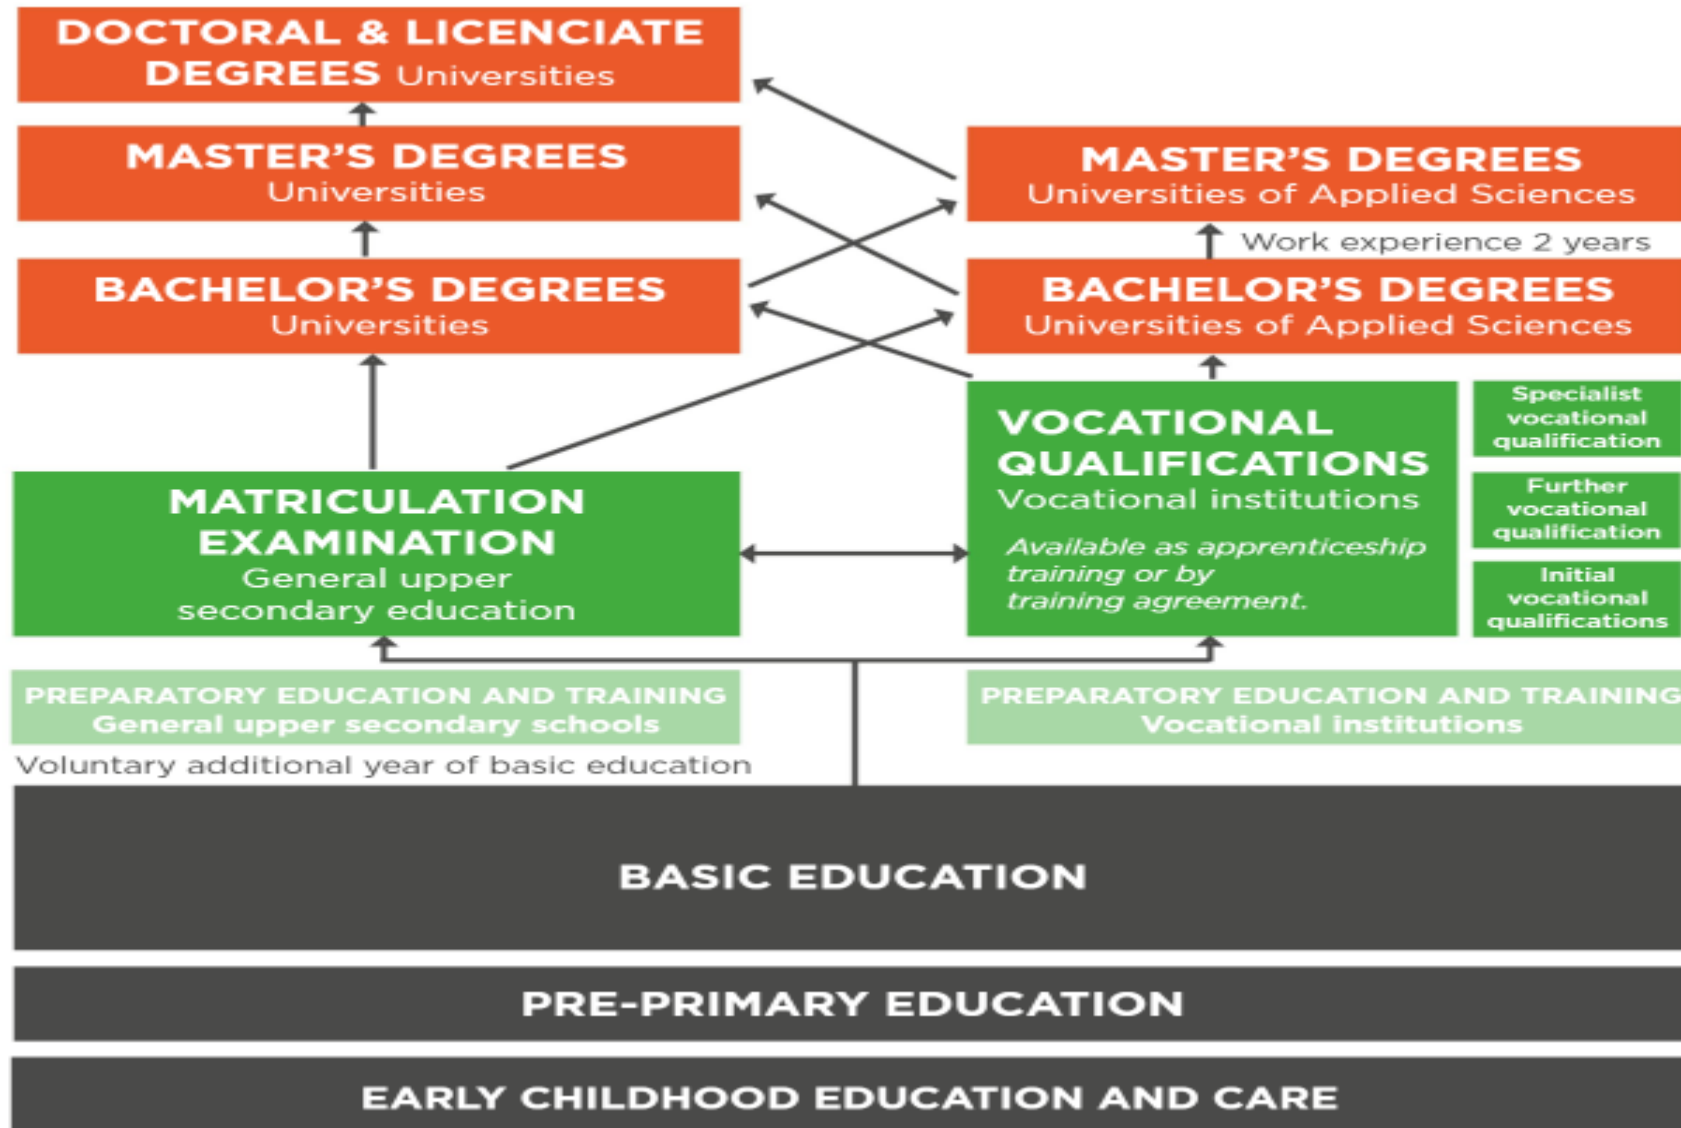 DOCTORAL & LICENCIATE
DEGREES Universities
MASTER'S DEGREES
Universities
MASTER'S DEGREES
Universities of Applied Sciences
Work experience 2 years
BACHELOR'S DEGREES
Universities
BACHELOR'S DEGREES
Universities of Applied Sciences
MATRICULATION
EXAMINATION
General upper
secondary education
VOCATIONAL
QUALIFICATIONS
Vocational institutions
Available as apprenticeship
training or by
training agreement.
Specialist
vocational
qualification
Further
vocational
qualification
Initial
vocational
qualifications
PREPARATORY EDUCATION AND TRAINING
General upper secondary schools
PREPARATORY EDUCATION AND TRAINING
Vocational institutions
Voluntary additional year of basic education
BASIC EDUCATION
PRE-PRIMARY EDUCATION
EARLY CHILDHOOD EDUCATION AND CARE